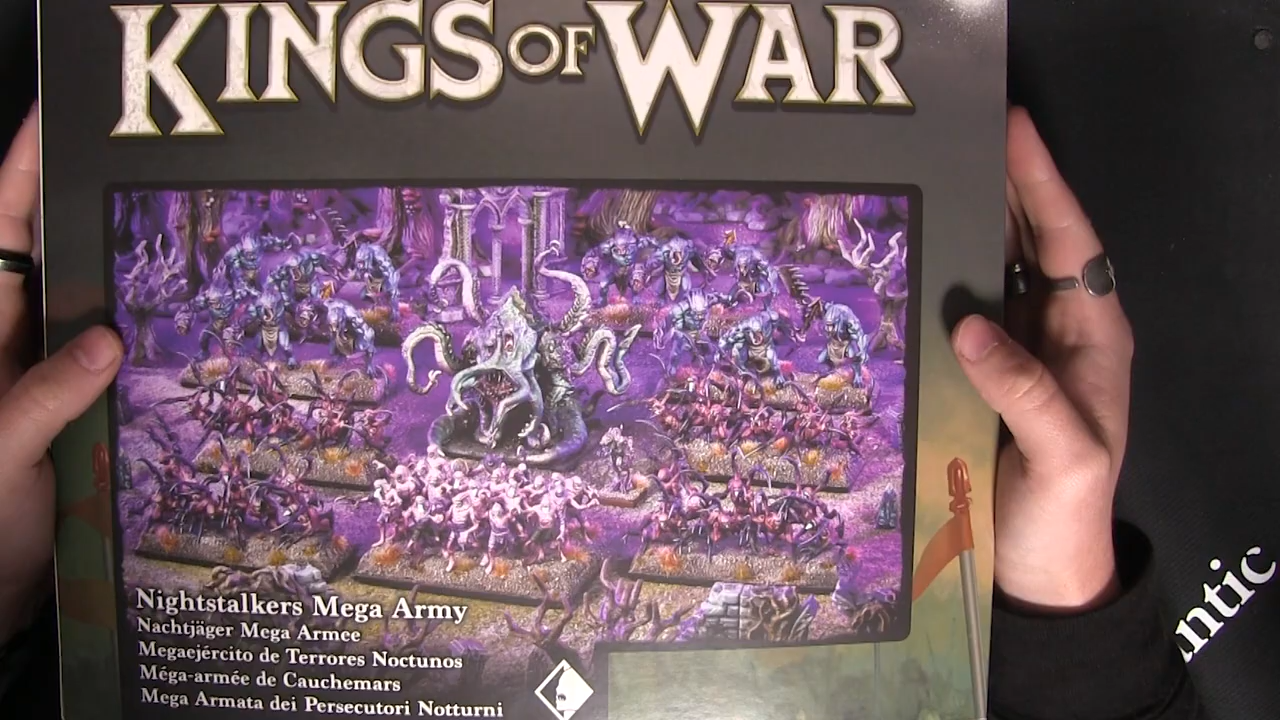 KINGS OF WAR
Nightstalkers Mega Army
Nachtjäger Mega Armee
Megaejército de Terrores Noctunos
Méga-armée de Cauchemars
Mega Armata dei Persecutori Notturni
ntic